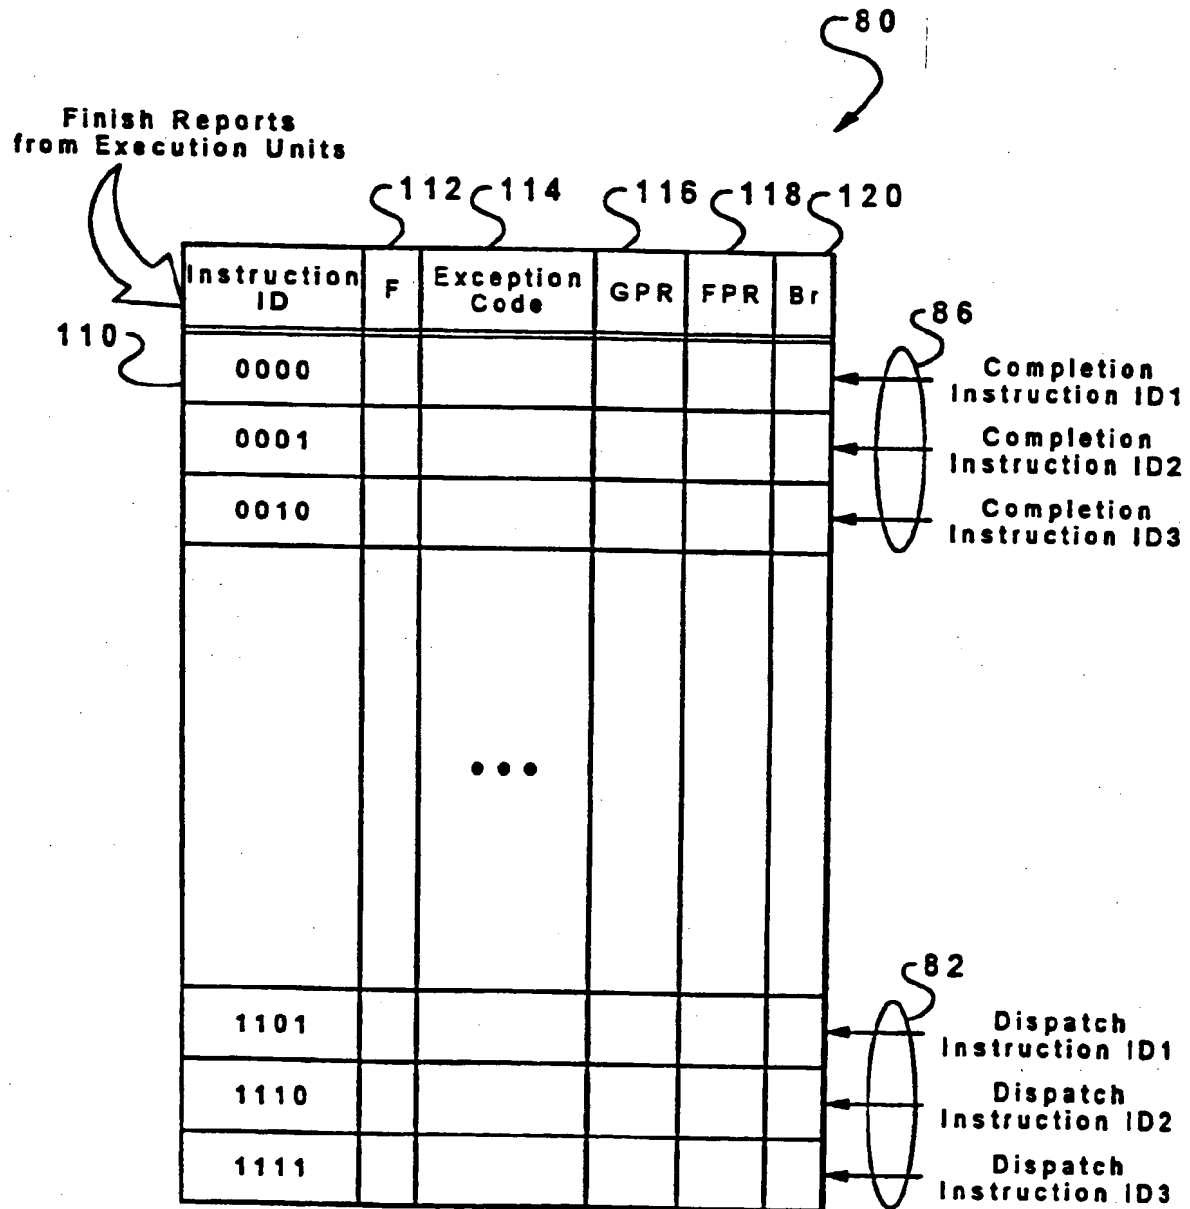 80
Finish Reports
from Execution Units
112 114 116 118 120
Instruction ID F Exception Code GPR FPR Br
110
86
0000
Completion
Instruction ID1
0001
Completion
Instruction ID2
0010
Completion
Instruction ID3
82
1101
Dispatch
Instruction ID1
1110
Dispatch
Instruction ID2
1111
Dispatch
Instruction ID3